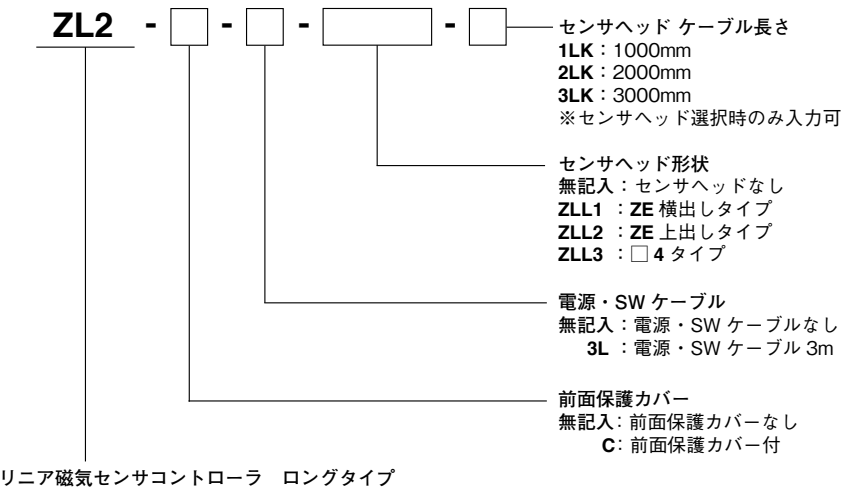 ZL2 - □ - □ - □ - □
センサヘッド ケーブル長さ
1LK：1000mm
2LK：2000mm
3LK：3000mm
※センサヘッド選択時のみ入力可
センサヘッド形状
無記入：センサヘッドなし
ZLL1 ：ZE 横出しタイプ
ZLL2 ：ZE 上出しタイプ
ZLL3 ：□ 4 タイプ
電源・SW ケーブル
無記入：電源・SW ケーブルなし
3L ：電源・SW ケーブル 3m
前面保護カバー
無記入：前面保護カバーなし
C：前面保護カバー付
リニア磁気センサコントローラ　ロングタイプ